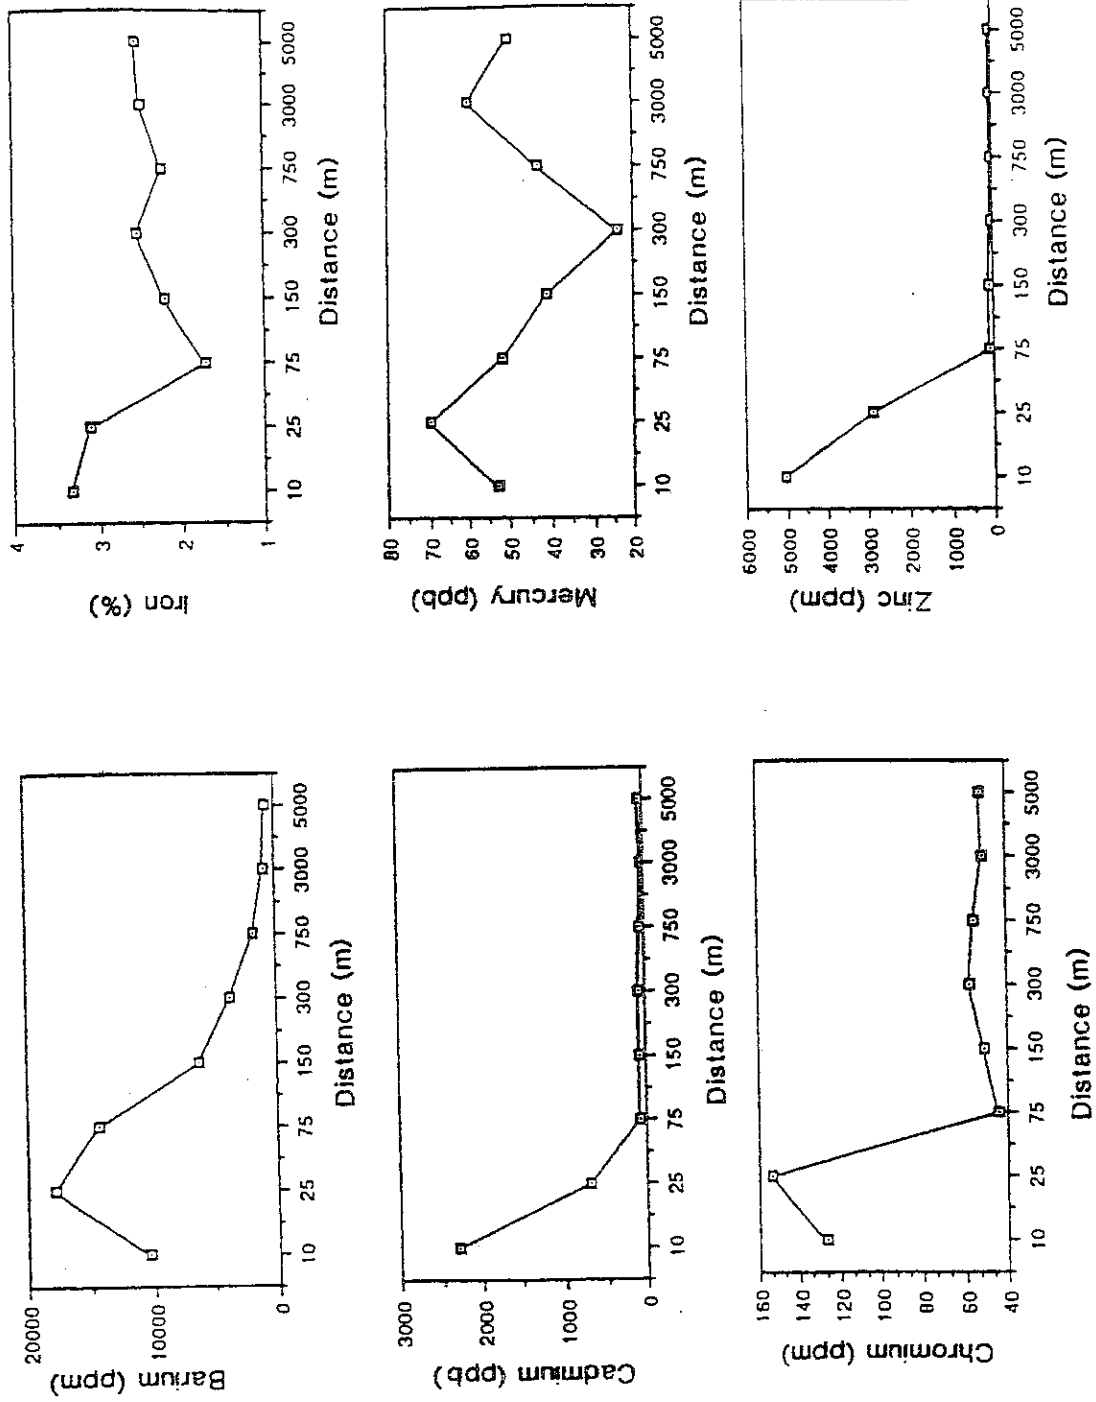 Barium (ppm)
20000
10000
0
10 25 75 150 300 750 3000 5000
Distance (m)
Iron (%)
4
3
2
1
10 25 75 150 300 750 3000 5000
Distance (m)
Cadmium (ppb)
3000
2000
1000
0
10 25 75 150 300 750 3000 5000
Distance (m)
Mercury (ppb)
80
70
60
50
40
30
20
10 25 75 150 300 750 3000 5000
Distance (m)
Chromium (ppm)
160
140
120
100
80
60
40
10 25 75 150 300 750 3000 5000
Distance (m)
Zinc (ppm)
6000
5000
4000
3000
2000
1000
0
10 25 75 150 300 750 3000 5000
Distance (m)